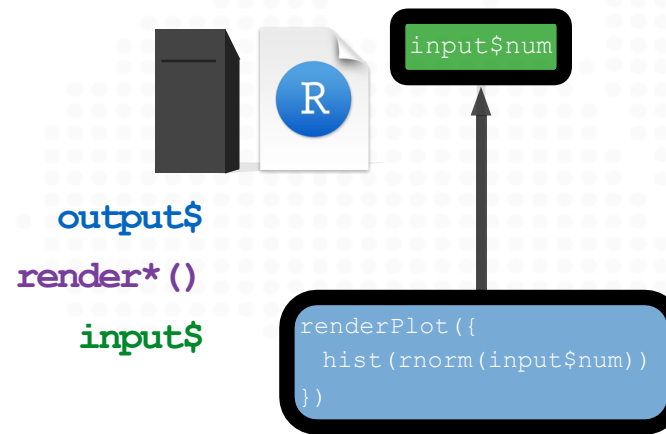 input$num
R
output$
render*()
input$
renderPlot({
hist(rnorm(input$num))
})